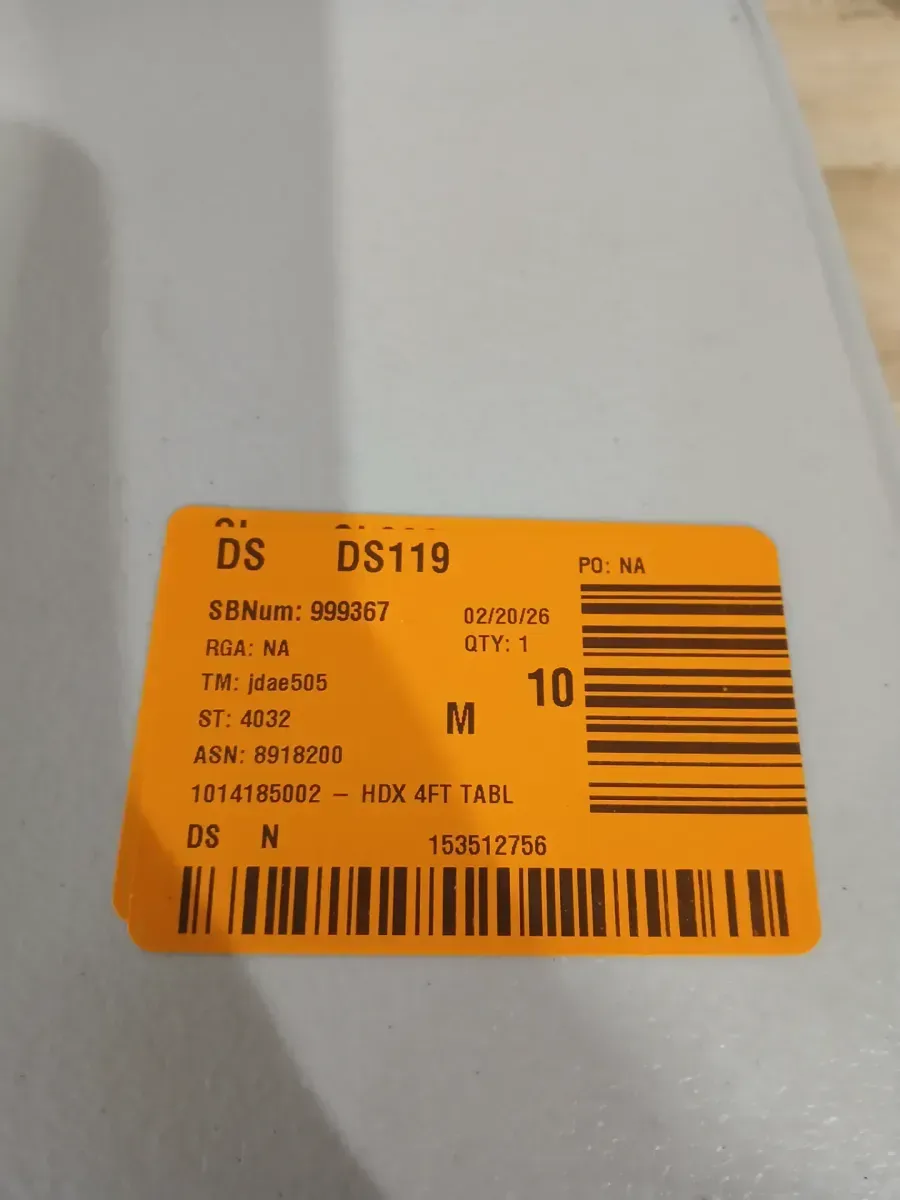 DS DS119
PO: NA
SBNum: 999367 02/20/26
RGA: NA QTY: 1
TM: jdae505 10
ST: 4032 M
ASN: 8918200
1014185002 – HDX 4FT TABL
DS N 153512756